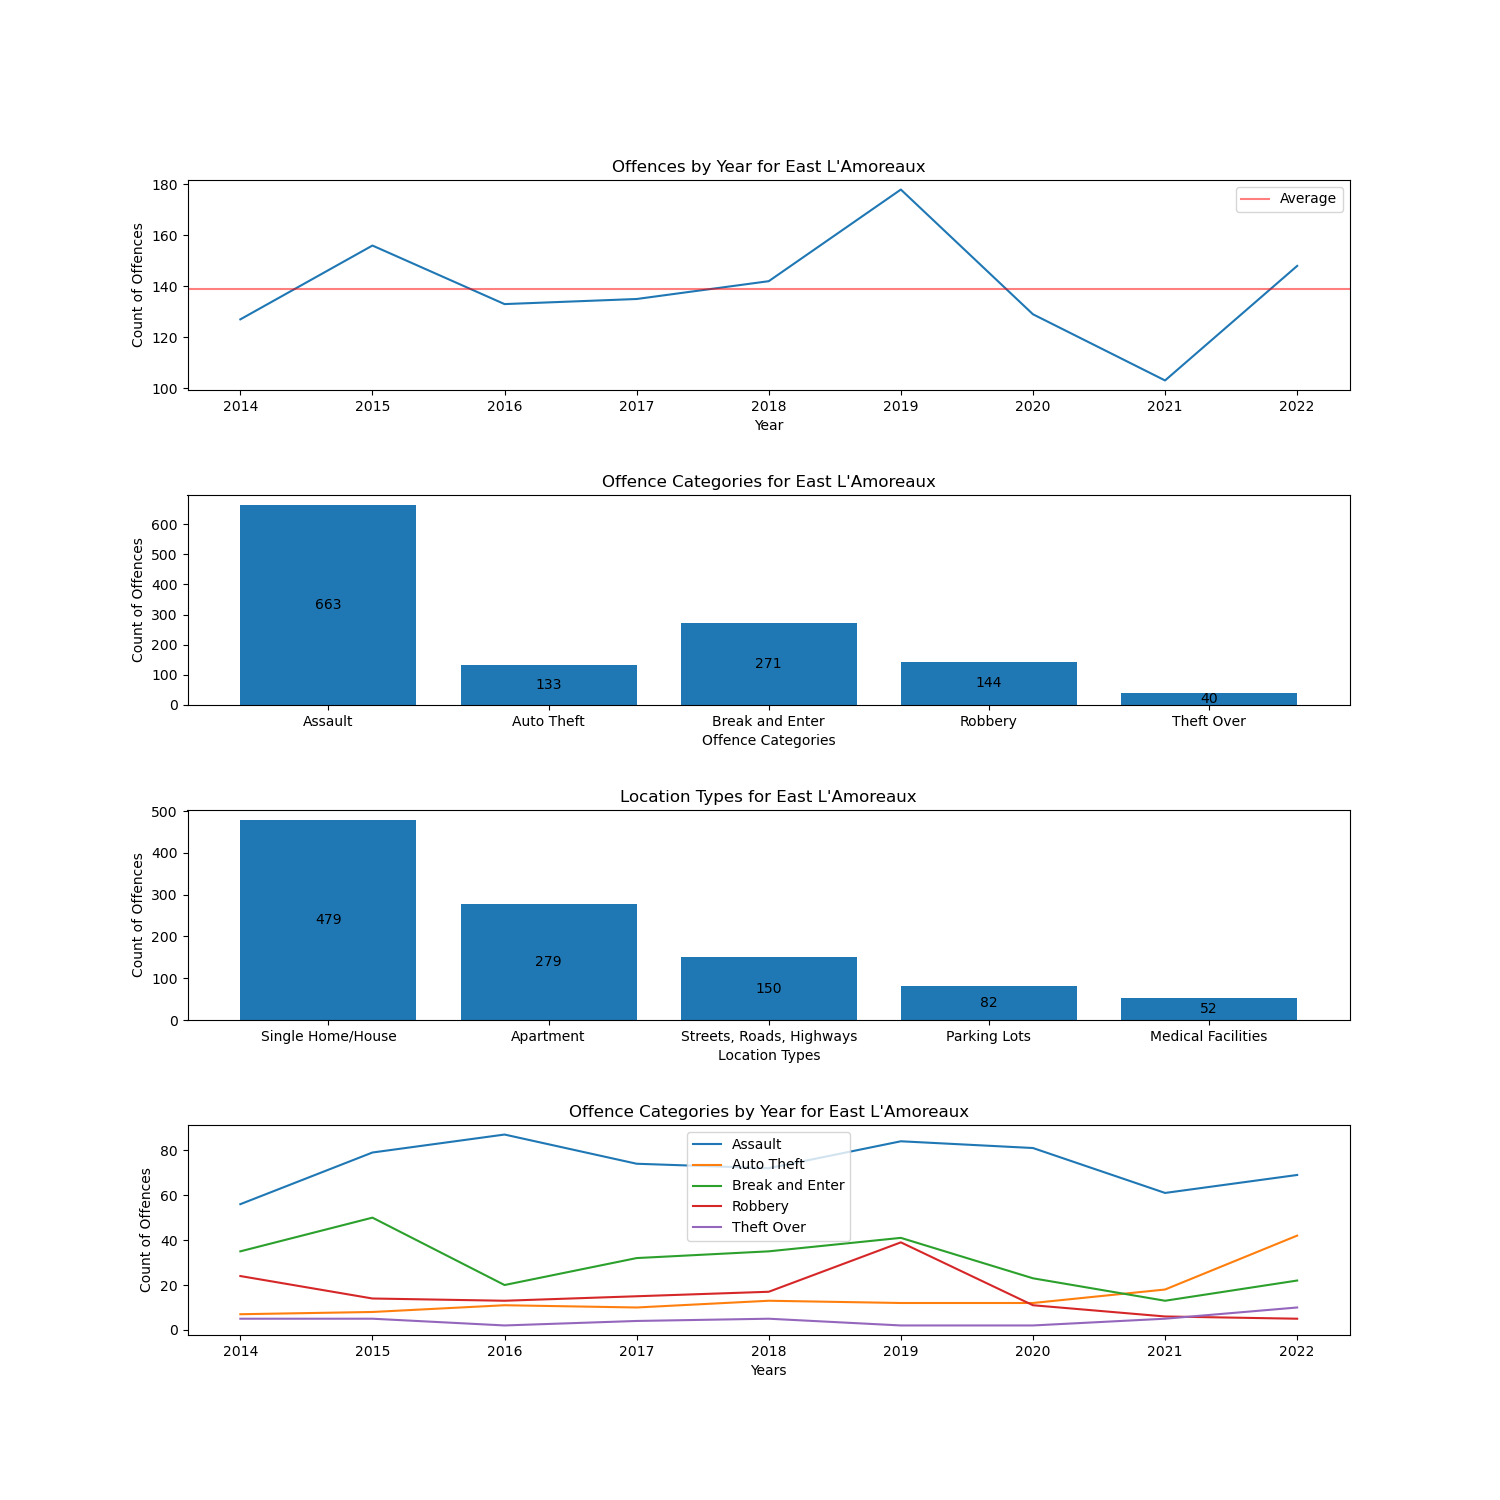 Offences by Year for East L'Amoreaux
180
160
140
120
100
Count of Offences
Average
2014 2015 2016 2017 2018 2019 2020 2021 2022
Year
Offence Categories for East L'Amoreaux
600
500
400
300
200
100
0
Count of Offences
663 133 271 144 40
Assault Auto Theft Break and Enter Robbery Theft Over
Offence Categories
Location Types for East L'Amoreaux
500
400
300
200
100
0
Count of Offences
479 279 150 82 52
Single Home/House Apartment Streets, Roads, Highways Parking Lots Medical Facilities
Location Types
Offence Categories by Year for East L'Amoreaux
80
60
40
20
0
Count of Offences
Assault
Auto Theft
Break and Enter
Robbery
Theft Over
2014 2015 2016 2017 2018 2019 2020 2021 2022
Years